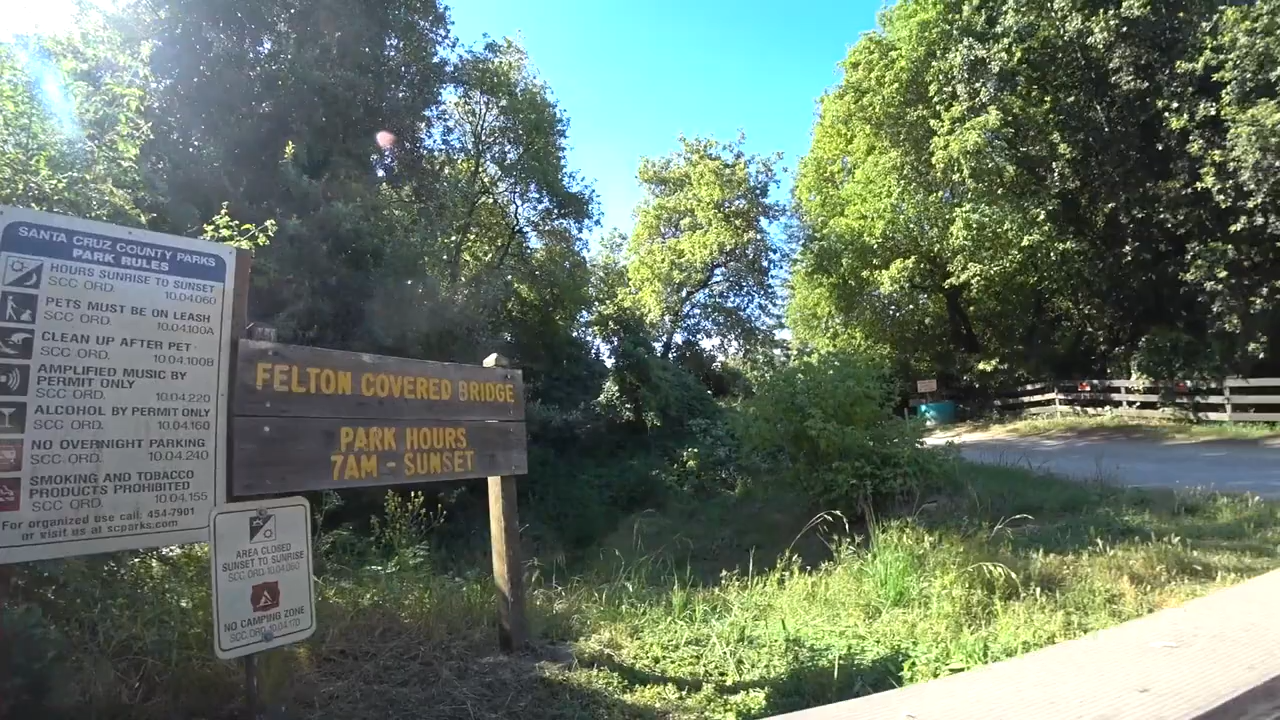 SANTA CRUZ COUNTY PARKS
PARK RULES
HOURS SUNRISE TO SUNSET
SCC ORD. 10.04.060
PETS MUST BE ON LEASH
SCC ORD. 10.04.100A
CLEAN UP AFTER PET
SCC ORD. 10.04.100B
AMPLIFIED MUSIC BY
PERMIT ONLY
SCC ORD. 10.04.220
ALCOHOL BY PERMIT ONLY
SCC ORD. 10.04.160
NO OVERNIGHT PARKING
SCC ORD. 10.04.240
SMOKING AND TOBACCO
PRODUCTS PROHIBITED
SCC ORD. 10.04.155
For organized use call: 454-7901
or visit us at scparks.com
FELTON COVERED BRIDGE
PARK HOURS
7AM - SUNSET
AREA CLOSED
SUNSET TO SUNRISE
SCC ORD. 10.04.060
NO CAMPING ZONE
SCC ORD. 10.04.170